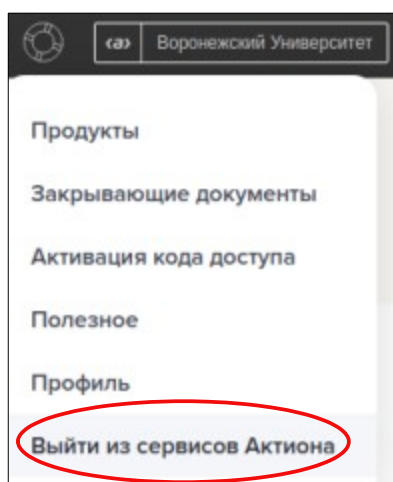 ‹a› Воронежский Университет
Продукты
Закрывающие документы
Активация кода доступа
Полезное
Профиль
Выйти из сервисов Актиона